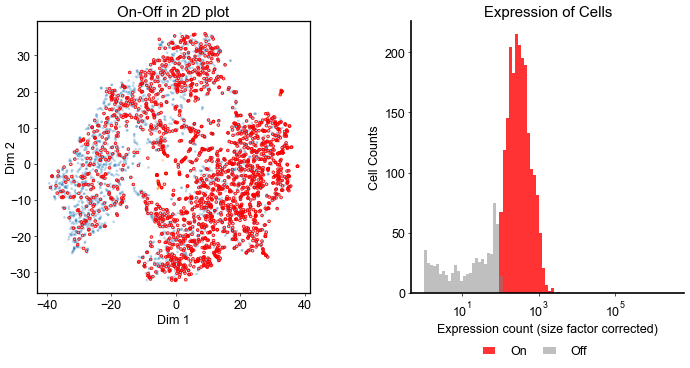 On-Off in 2D plot
30
20
10
0
−10
−20
−30
Dim 2
−40
−20
0
20
40
Dim 1
Expression of Cells
200
150
100
50
0
Cell Counts
10^1
10^3
10^5
Expression count (size factor corrected)
On Off